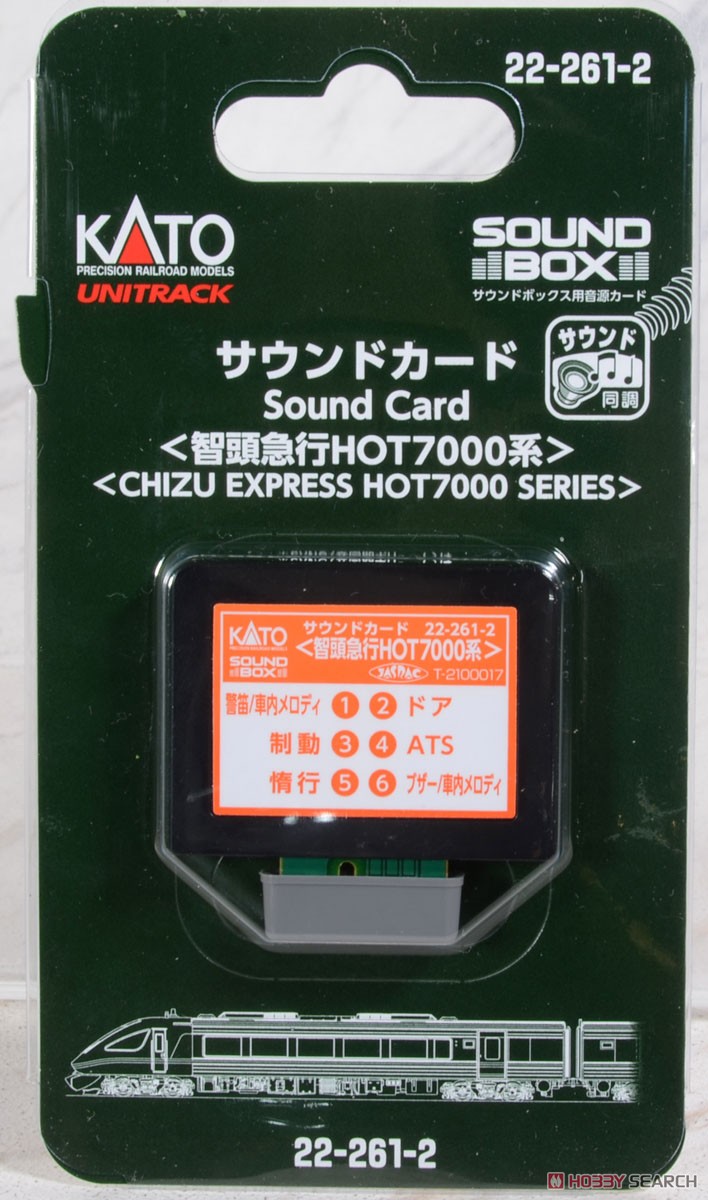 22-261-2
KATO
PRECISION RAILROAD MODELS
UNITRACK
SOUND
BOX
サウンドボックス用音源カード
サウンド
同調
サウンドカード
Sound Card
<智頭急行HOT7000系>
<CHIZU EXPRESS HOT7000 SERIES>
KATO
PRECISION RAILROAD MODELS
サウンドカード 22-261-2
<智頭急行HOT7000系>
SOUND
BOX
JASRAC T-2100017
警笛/車内メロディ ① ② ドア
制動 ③ ④ ATS
惰行 ⑤ ⑥ ブザー/車内メロディ
22-261-2
HOBBY SEARCH